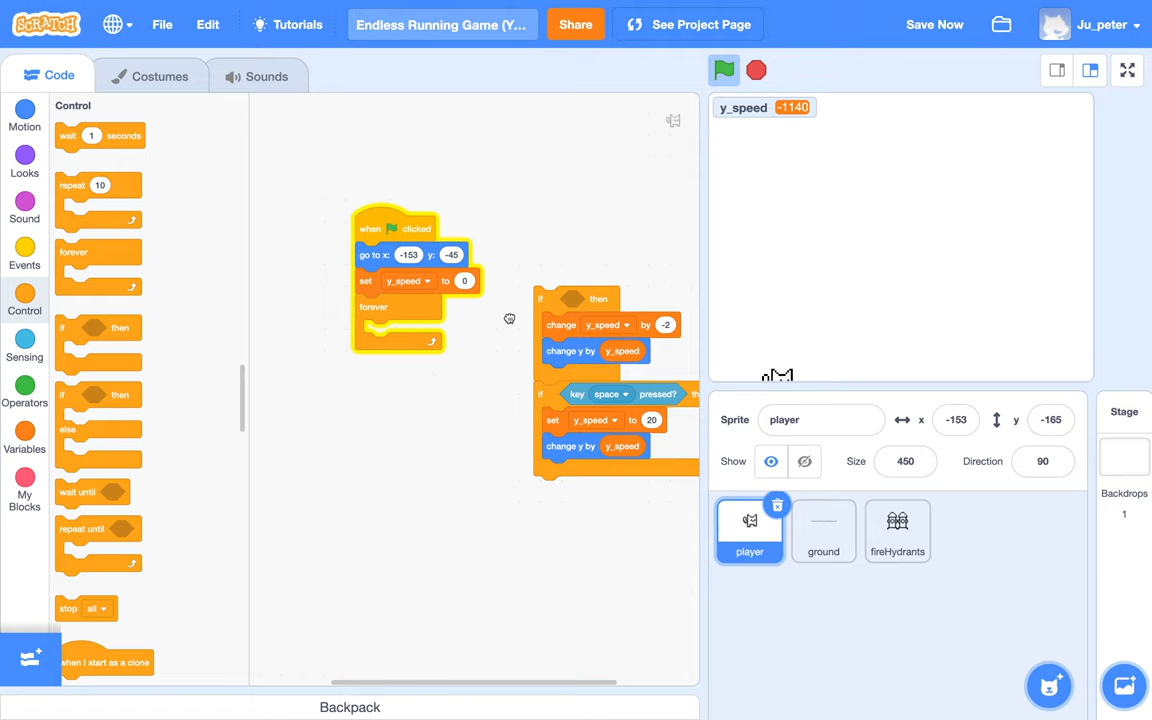 SCRATCH File Edit Tutorials Endless Running Game (Y... Share See Project Page Save Now Ju_peter
Code Costumes Sounds
Motion
Looks
Sound
Events
Control
Sensing
Operators
Variables
My
Blocks
Control
wait 1 seconds
repeat 10
forever
if then
if then
else
wait until
repeat until
stop all
when I start as a clone
when clicked
go to x: -153 y: -45
set y_speed to 0
forever
if then
change y_speed by -2
change y by y_speed
if key space pressed? th
set y_speed to 20
change y by y_speed
Backpack
y_speed -1140
Sprite player x -153 y -165
Show Size 450 Direction 90
player
ground
fireHydrants
Stage
Backdrops
1